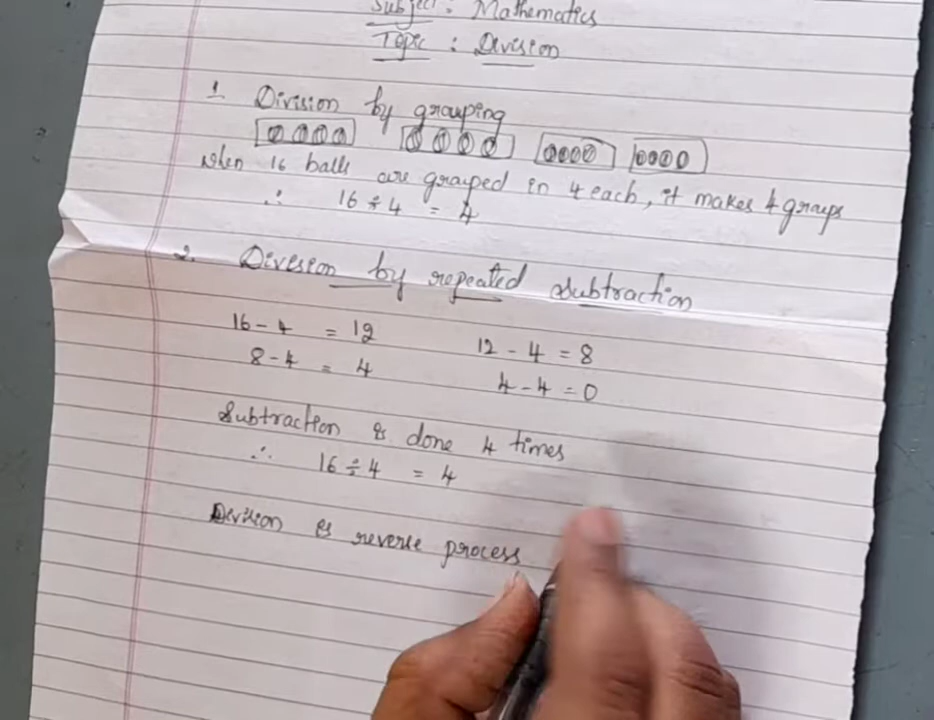 Subject : Mathematics
Topic : Division
1. Division by grouping
when 16 balls are grouped in 4 each, it makes 4 groups
∴ 16 ÷ 4 = 4
2. Division by repeated subtraction
16 - 4 = 12 12 - 4 = 8
8 - 4 = 4 4 - 4 = 0
Subtraction is done 4 times
∴ 16 ÷ 4 = 4
Division is reverse process